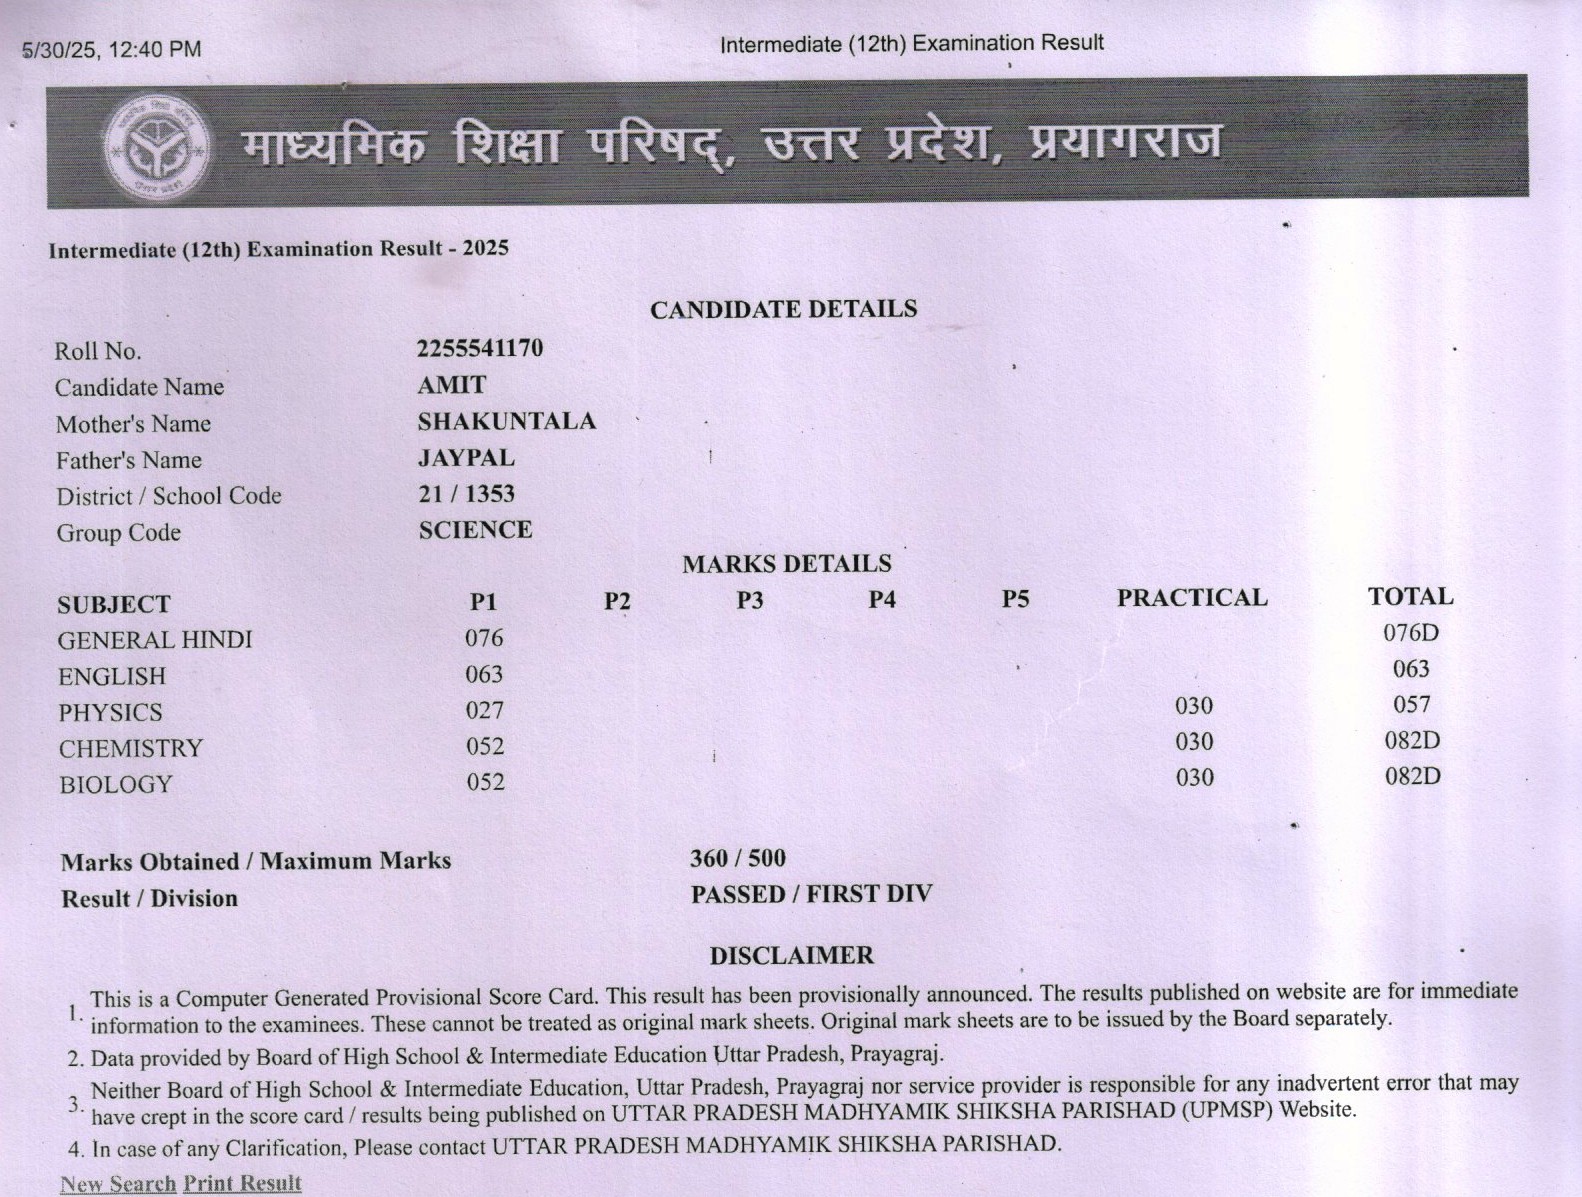 5/30/25, 12:40 PM Intermediate (12th) Examination Result
माध्यमिक शिक्षा परिषद्, उत्तर प्रदेश, प्रयागराज
Intermediate (12th) Examination Result - 2025
CANDIDATE DETAILS
Roll No. 2255541170
Candidate Name AMIT
Mother's Name SHAKUNTALA
Father's Name JAYPAL
District / School Code 21 / 1353
Group Code SCIENCE
MARKS DETAILS
SUBJECT P1 P2 P3 P4 P5 PRACTICAL TOTAL
GENERAL HINDI 076 076D
ENGLISH 063 063
PHYSICS 027 030 057
CHEMISTRY 052 030 082D
BIOLOGY 052 030 082D
Marks Obtained / Maximum Marks 360 / 500
Result / Division PASSED / FIRST DIV
DISCLAIMER
1. This is a Computer Generated Provisional Score Card. This result has been provisionally announced. The results published on website are for immediate
information to the examinees. These cannot be treated as original mark sheets. Original mark sheets are to be issued by the Board separately.
2. Data provided by Board of High School & Intermediate Education Uttar Pradesh, Prayagraj.
3. Neither Board of High School & Intermediate Education, Uttar Pradesh, Prayagraj nor service provider is responsible for any inadvertent error that may
have crept in the score card / results being published on UTTAR PRADESH MADHYAMIK SHIKSHA PARISHAD (UPMSP) Website.
4. In case of any Clarification, Please contact UTTAR PRADESH MADHYAMIK SHIKSHA PARISHAD.
New Search Print Result